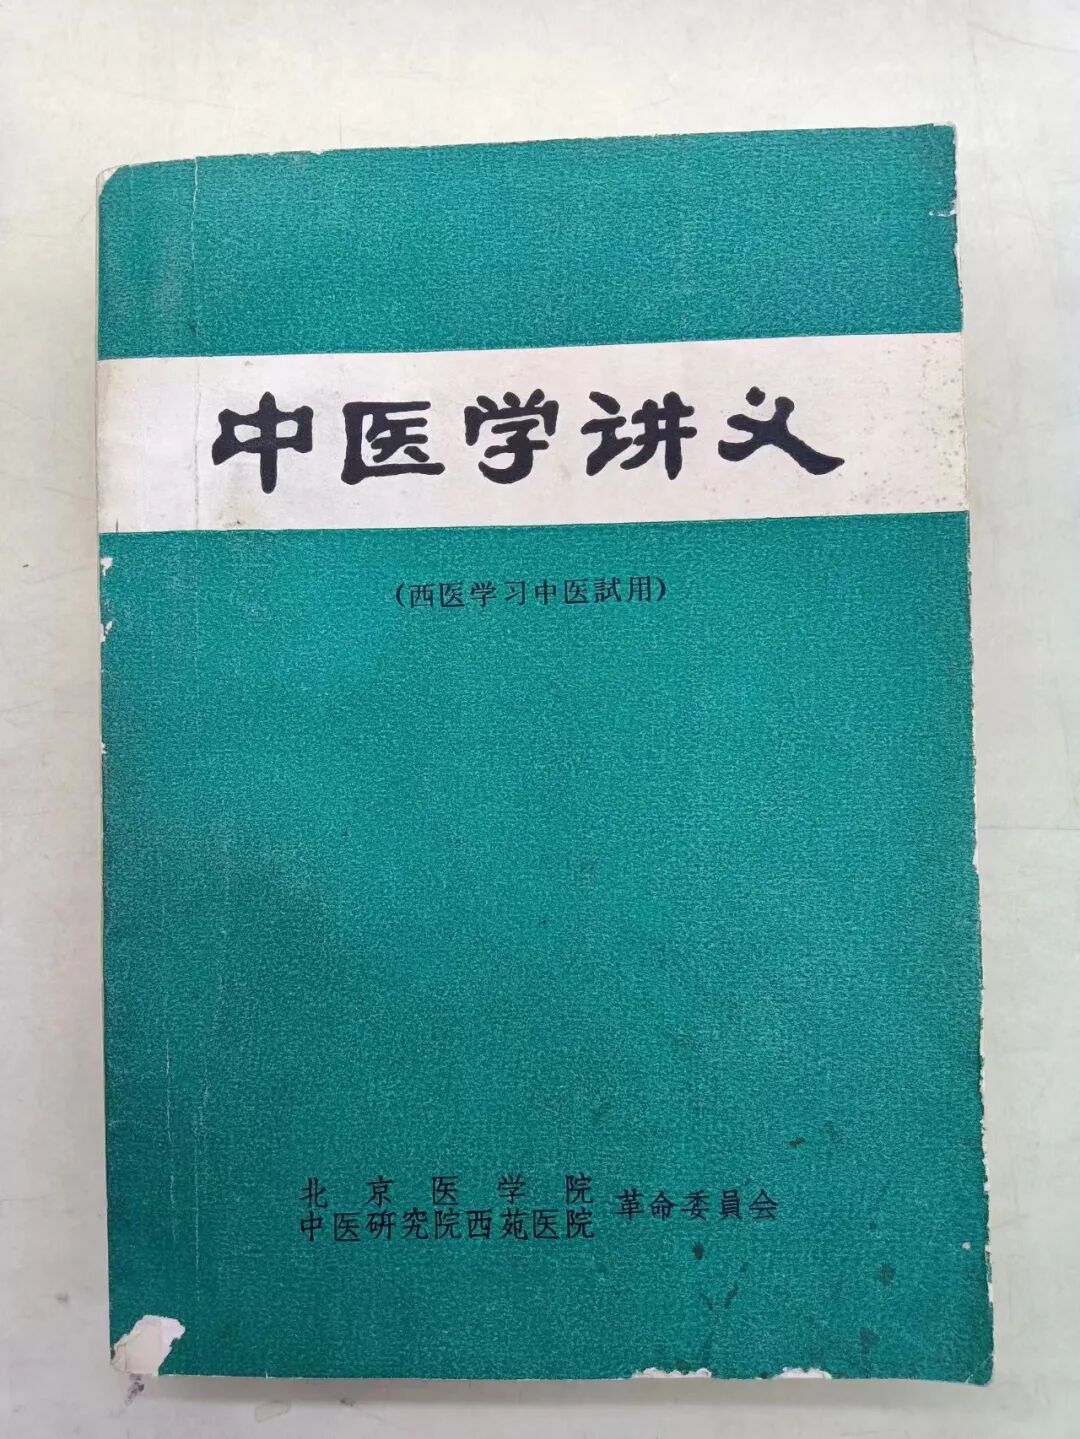 中医学讲义
(西医学习中医試用)
北京医学院
中医研究院西苑医院
革命委員会